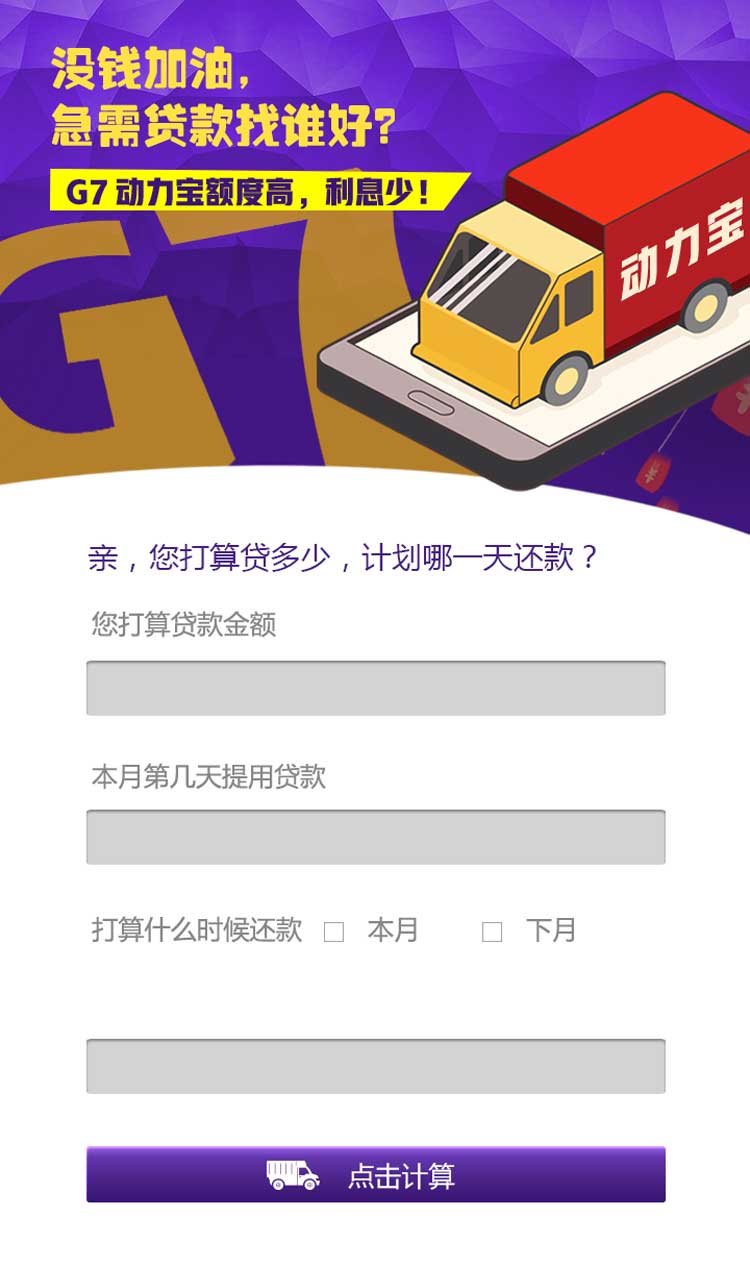 没钱加油，
急需贷款找谁好？
G7 动力宝额度高，利息少！
G7
动力宝
亲，您打算贷多少，计划哪一天还款？
您打算贷款金额
本月第几天提用贷款
打算什么时候还款 本月 下月
点击计算